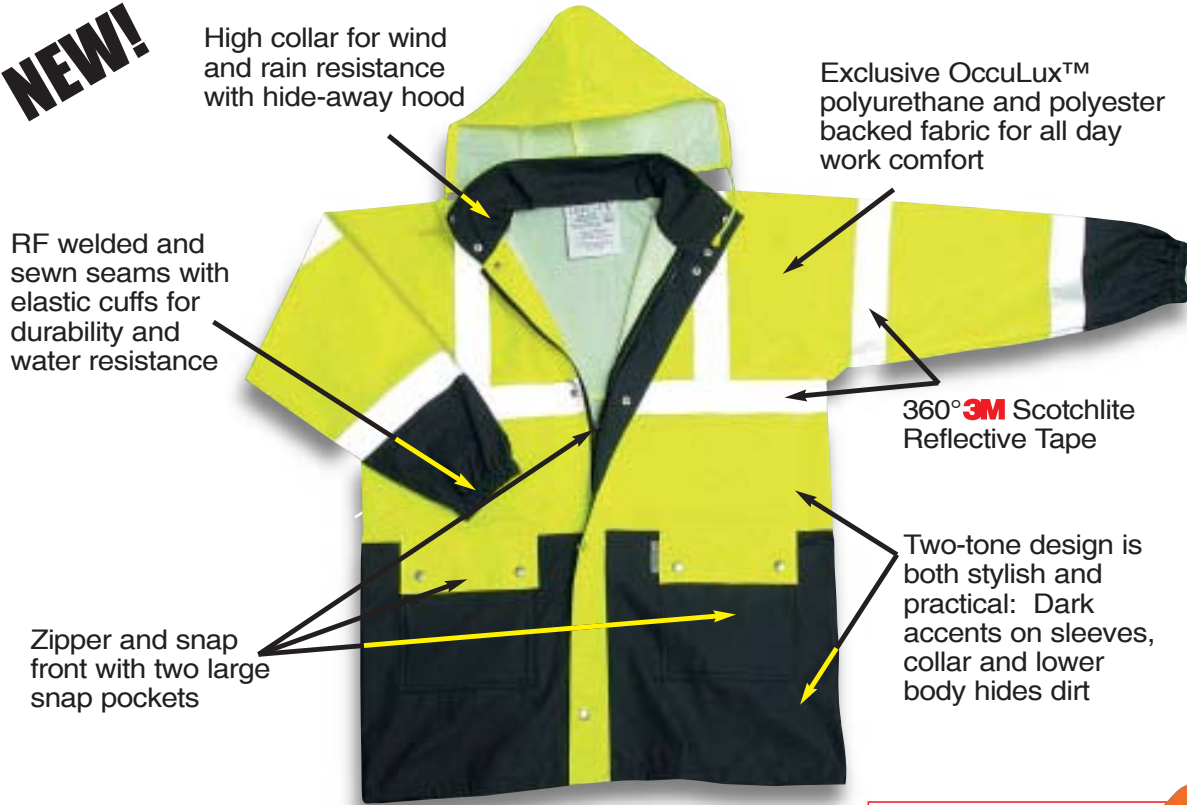 NEW!
High collar for wind
and rain resistance
with hide-away hood
Exclusive OccuLux™
polyurethane and polyester
backed fabric for all day
work comfort
RF welded and
sewn seams with
elastic cuffs for
durability and
water resistance
360° 3M Scotchlite
Reflective Tape
Two-tone design is
both stylish and
practical:  Dark
accents on sleeves,
collar and lower
body hides dirt
Zipper and snap
front with two large
snap pockets